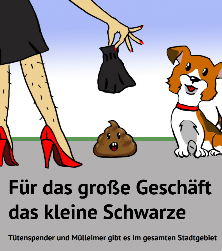 Für das große Geschäft
das kleine Schwarze
Tütenspender und Mülleimer gibt es im gesamten Stadtgebiet